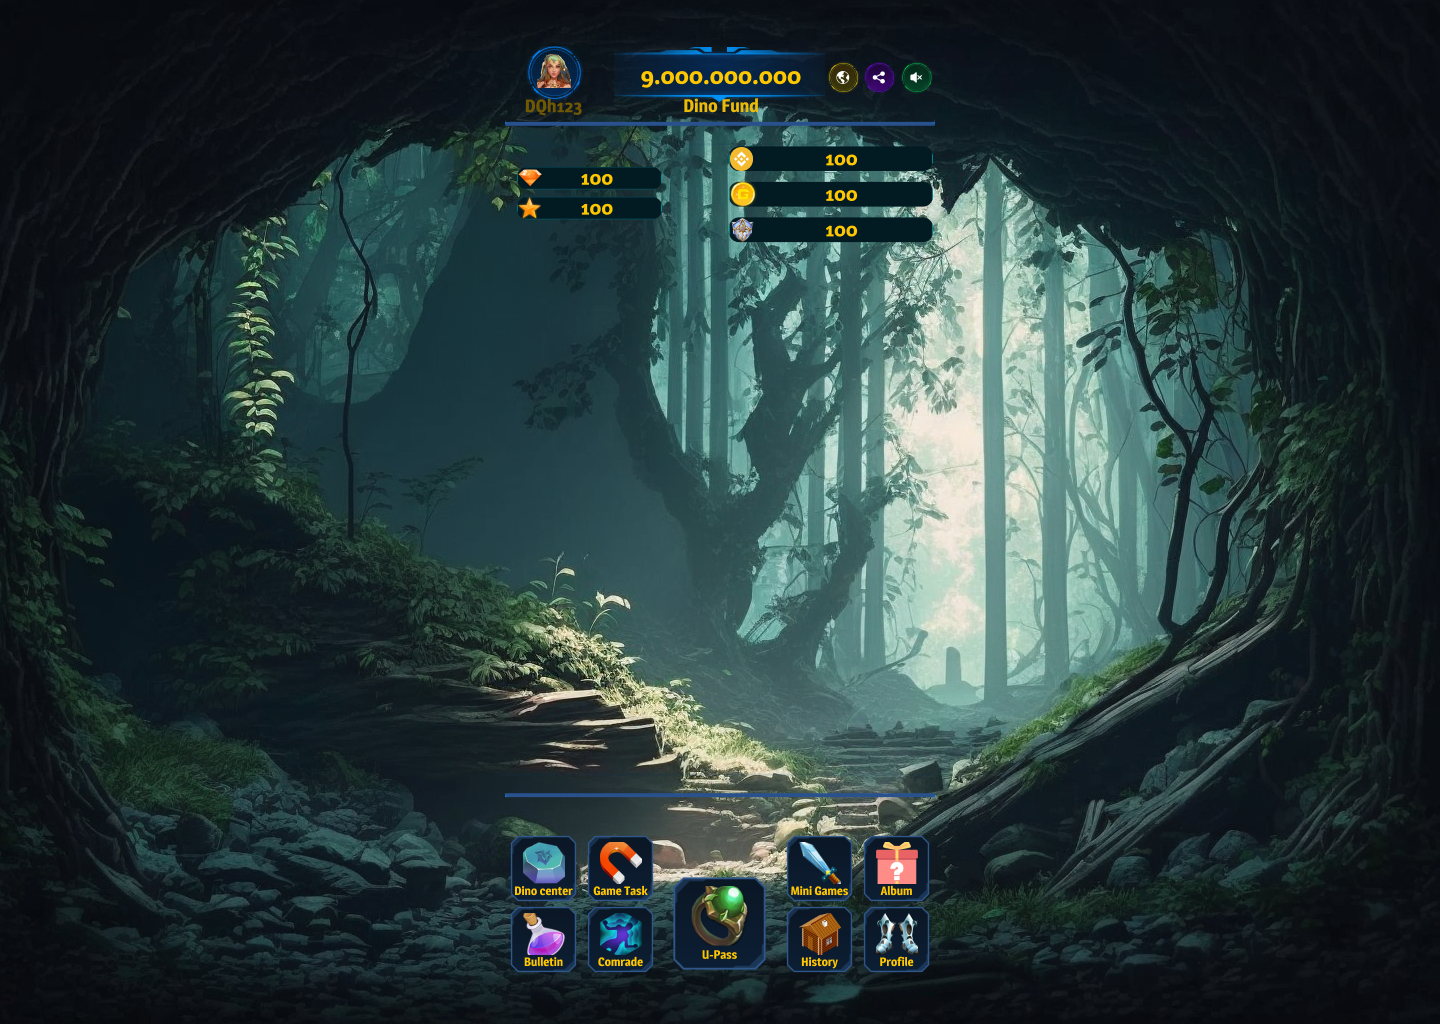 9.000.000.000
DQh123
Dino Fund
100
100
100
100
100
Dino center
Game Task
Mini Games
Album
?
U-Pass
Bulletin
Comrade
History
Profile